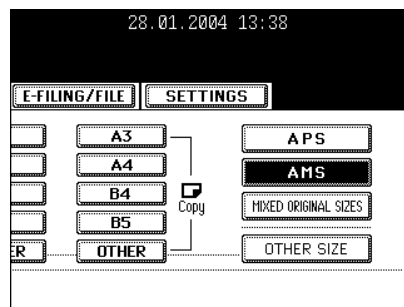 28.01.2004 13:38
E-FILING/FILE SETTINGS
A3 APS
A4 AMS
B4 Copy MIXED ORIGINAL SIZES
B5
ER OTHER OTHER SIZE